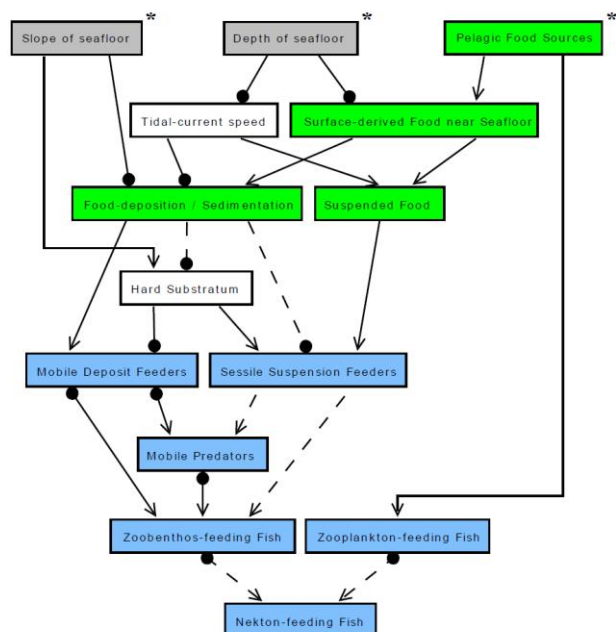 Slope of seafloor *
Depth of seafloor *
Pelagic Food Sources *
Tidal-current speed
Surface-derived Food near Seafloor
Food-deposition / Sedimentation
Suspended Food
Hard Substratum
Mobile Deposit Feeders
Sessile Suspension Feeders
Mobile Predators
Zoobenthos-feeding Fish
Zooplankton-feeding Fish
Nekton-feeding Fish